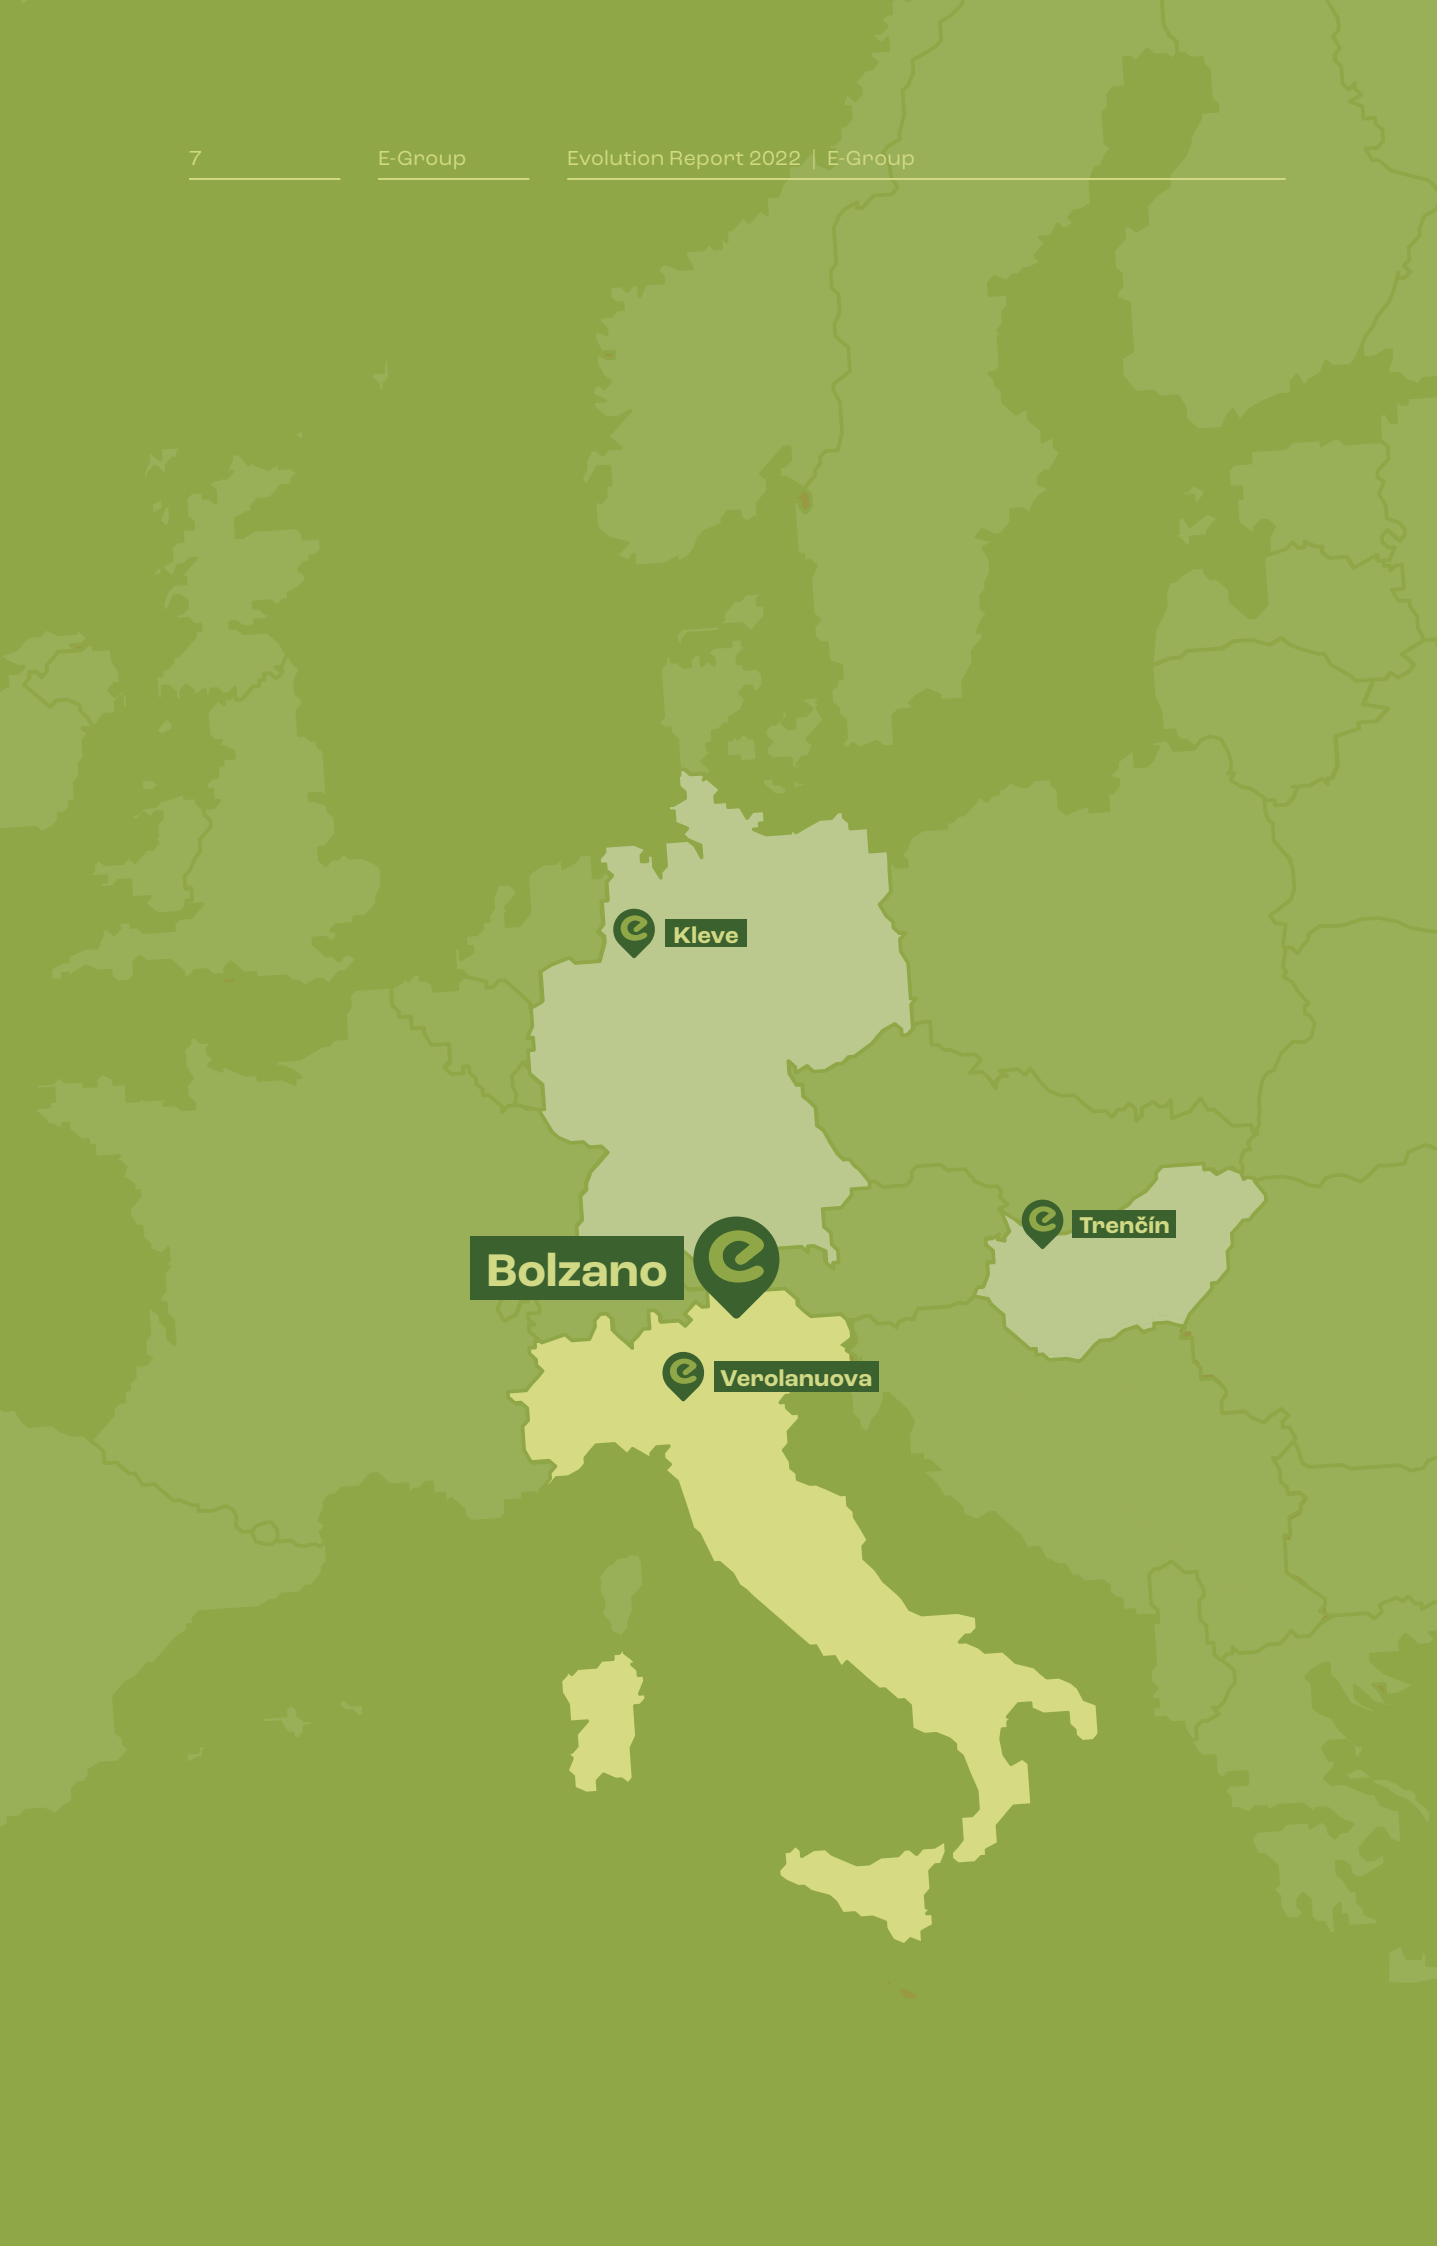 7
E-Group
Evolution Report 2022 | E-Group
Kleve
Trenčín
Bolzano
Verolanuova